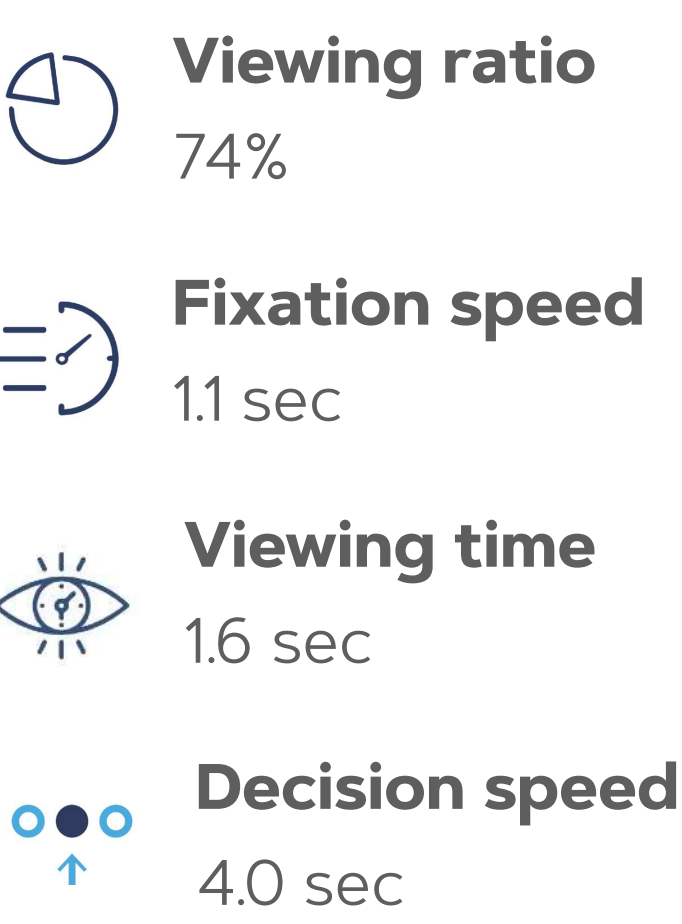 Viewing ratio
74%
Fixation speed
1.1 sec
Viewing time
1.6 sec
Decision speed
4.0 sec